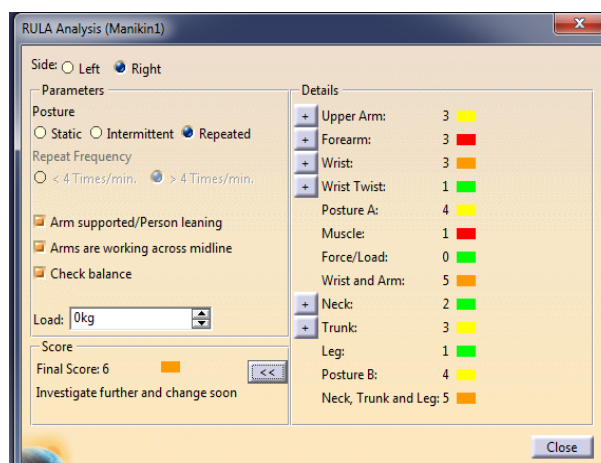 RULA Analysis (Manikin1)
Side: Left Right
Parameters
Posture
Static Intermittent Repeated
Repeat Frequency
< 4 Times/min. > 4 Times/min.
Arm supported/Person leaning
Arms are working across midline
Check balance
Load: 0kg
Score
Final Score: 6
<<
Investigate further and change soon
Details
+ Upper Arm: 3
+ Forearm: 3
+ Wrist: 3
+ Wrist Twist: 1
Posture A: 4
Muscle: 1
Force/Load: 0
Wrist and Arm: 5
+ Neck: 2
+ Trunk: 3
Leg: 1
Posture B: 4
Neck, Trunk and Leg: 5
Close